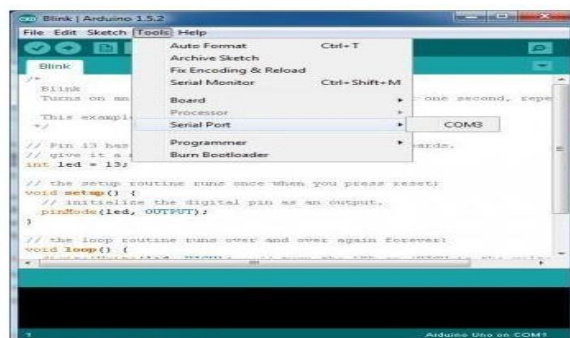 Blink | Arduino 1.5.2
File Edit Sketch Tools Help
Auto Format Ctrl+T
Archive Sketch
Fix Encoding & Reload
Serial Monitor Ctrl+Shift+M
Board
Processor
Serial Port
COM3
Programmer
Burn Bootloader
Blink
/*
Blink
Turns on an one second, repe
This exampl
*/
// Pin 13 has ards.
// give it a
int led = 13;
// the setup routine runs once when you press reset:
void setup() {
// initialize the digital pin as an output.
pinMode(led, OUTPUT);
}
// the loop routine runs over and over again forever:
void loop() {
1 Arduino Uno on COM1